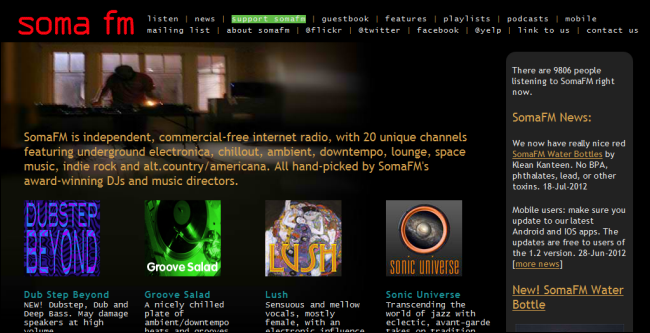 soma fm
listen | news | support somafm | guestbook | features | playlists | podcasts | mobile
mailing list | about somafm | @flickr | @twitter | facebook | @yelp | link to us | contact us
SomaFM is independent, commercial-free internet radio, with 20 unique channels
featuring underground electronica, chillout, ambient, downtempo, lounge, space
music, indie rock and alt.country/americana. All hand-picked by SomaFM's
award-winning DJs and music directors.
DUBSTEP
BEYOND
Groove Salad
LUSH
SONIC UNIVERSE
Dub Step Beyond
NEW! Dubstep, Dub and
Deep Bass. May damage
speakers at high
volume.
Groove Salad
A nicely chilled
plate of
ambient/downtempo
beats and grooves.
Lush
Sensuous and mellow
vocals, mostly
female, with an
electronic influence
Sonic Universe
Transcending the
world of jazz with
eclectic, avant-garde
takes on tradition.
There are 9806 people
listening to SomaFM right
now.
SomaFM News:
We now have really nice red
SomaFM Water Bottles by
Klean Kanteen. No BPA,
phthalates, lead, or other
toxins. 18-Jul-2012
Mobile users: make sure you
update to our latest
Android and IOS apps. The
updates are free to users of
the 1.2 version. 28-Jun-2012
[more news]
New! SomaFM Water
Bottle